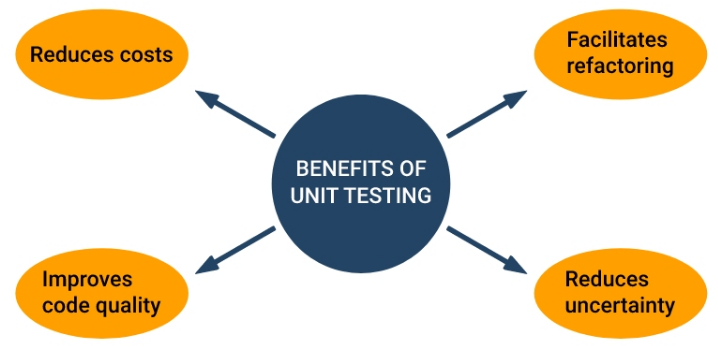 Reduces costs
Facilitates
refactoring
BENEFITS OF
UNIT TESTING
Improves
code quality
Reduces
uncertainty